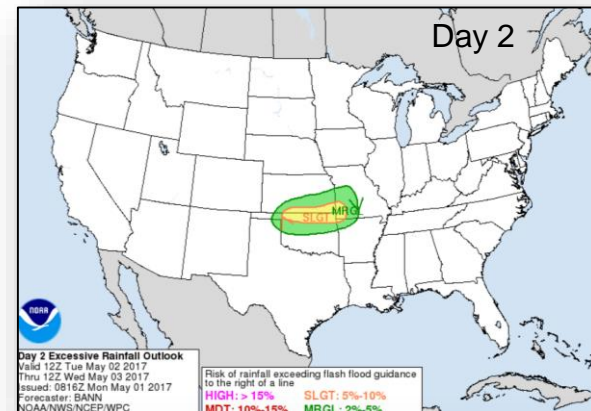 Day 2
MRGL
SLGT
NOAA
Day 2 Excessive Rainfall Outlook
Valid 12Z Tue May 02 2017
Thru 12Z Wed May 03 2017
Issued: 0816Z Mon May 01 2017
Forecaster: BANN
NOAA/NWS/NCEP/WPC
Risk of rainfall exceeding flash flood guidance
to the right of a line
HIGH: > 15% SLGT: 5%-10%
MDT: 10%-15% MRGL: 2%-5%